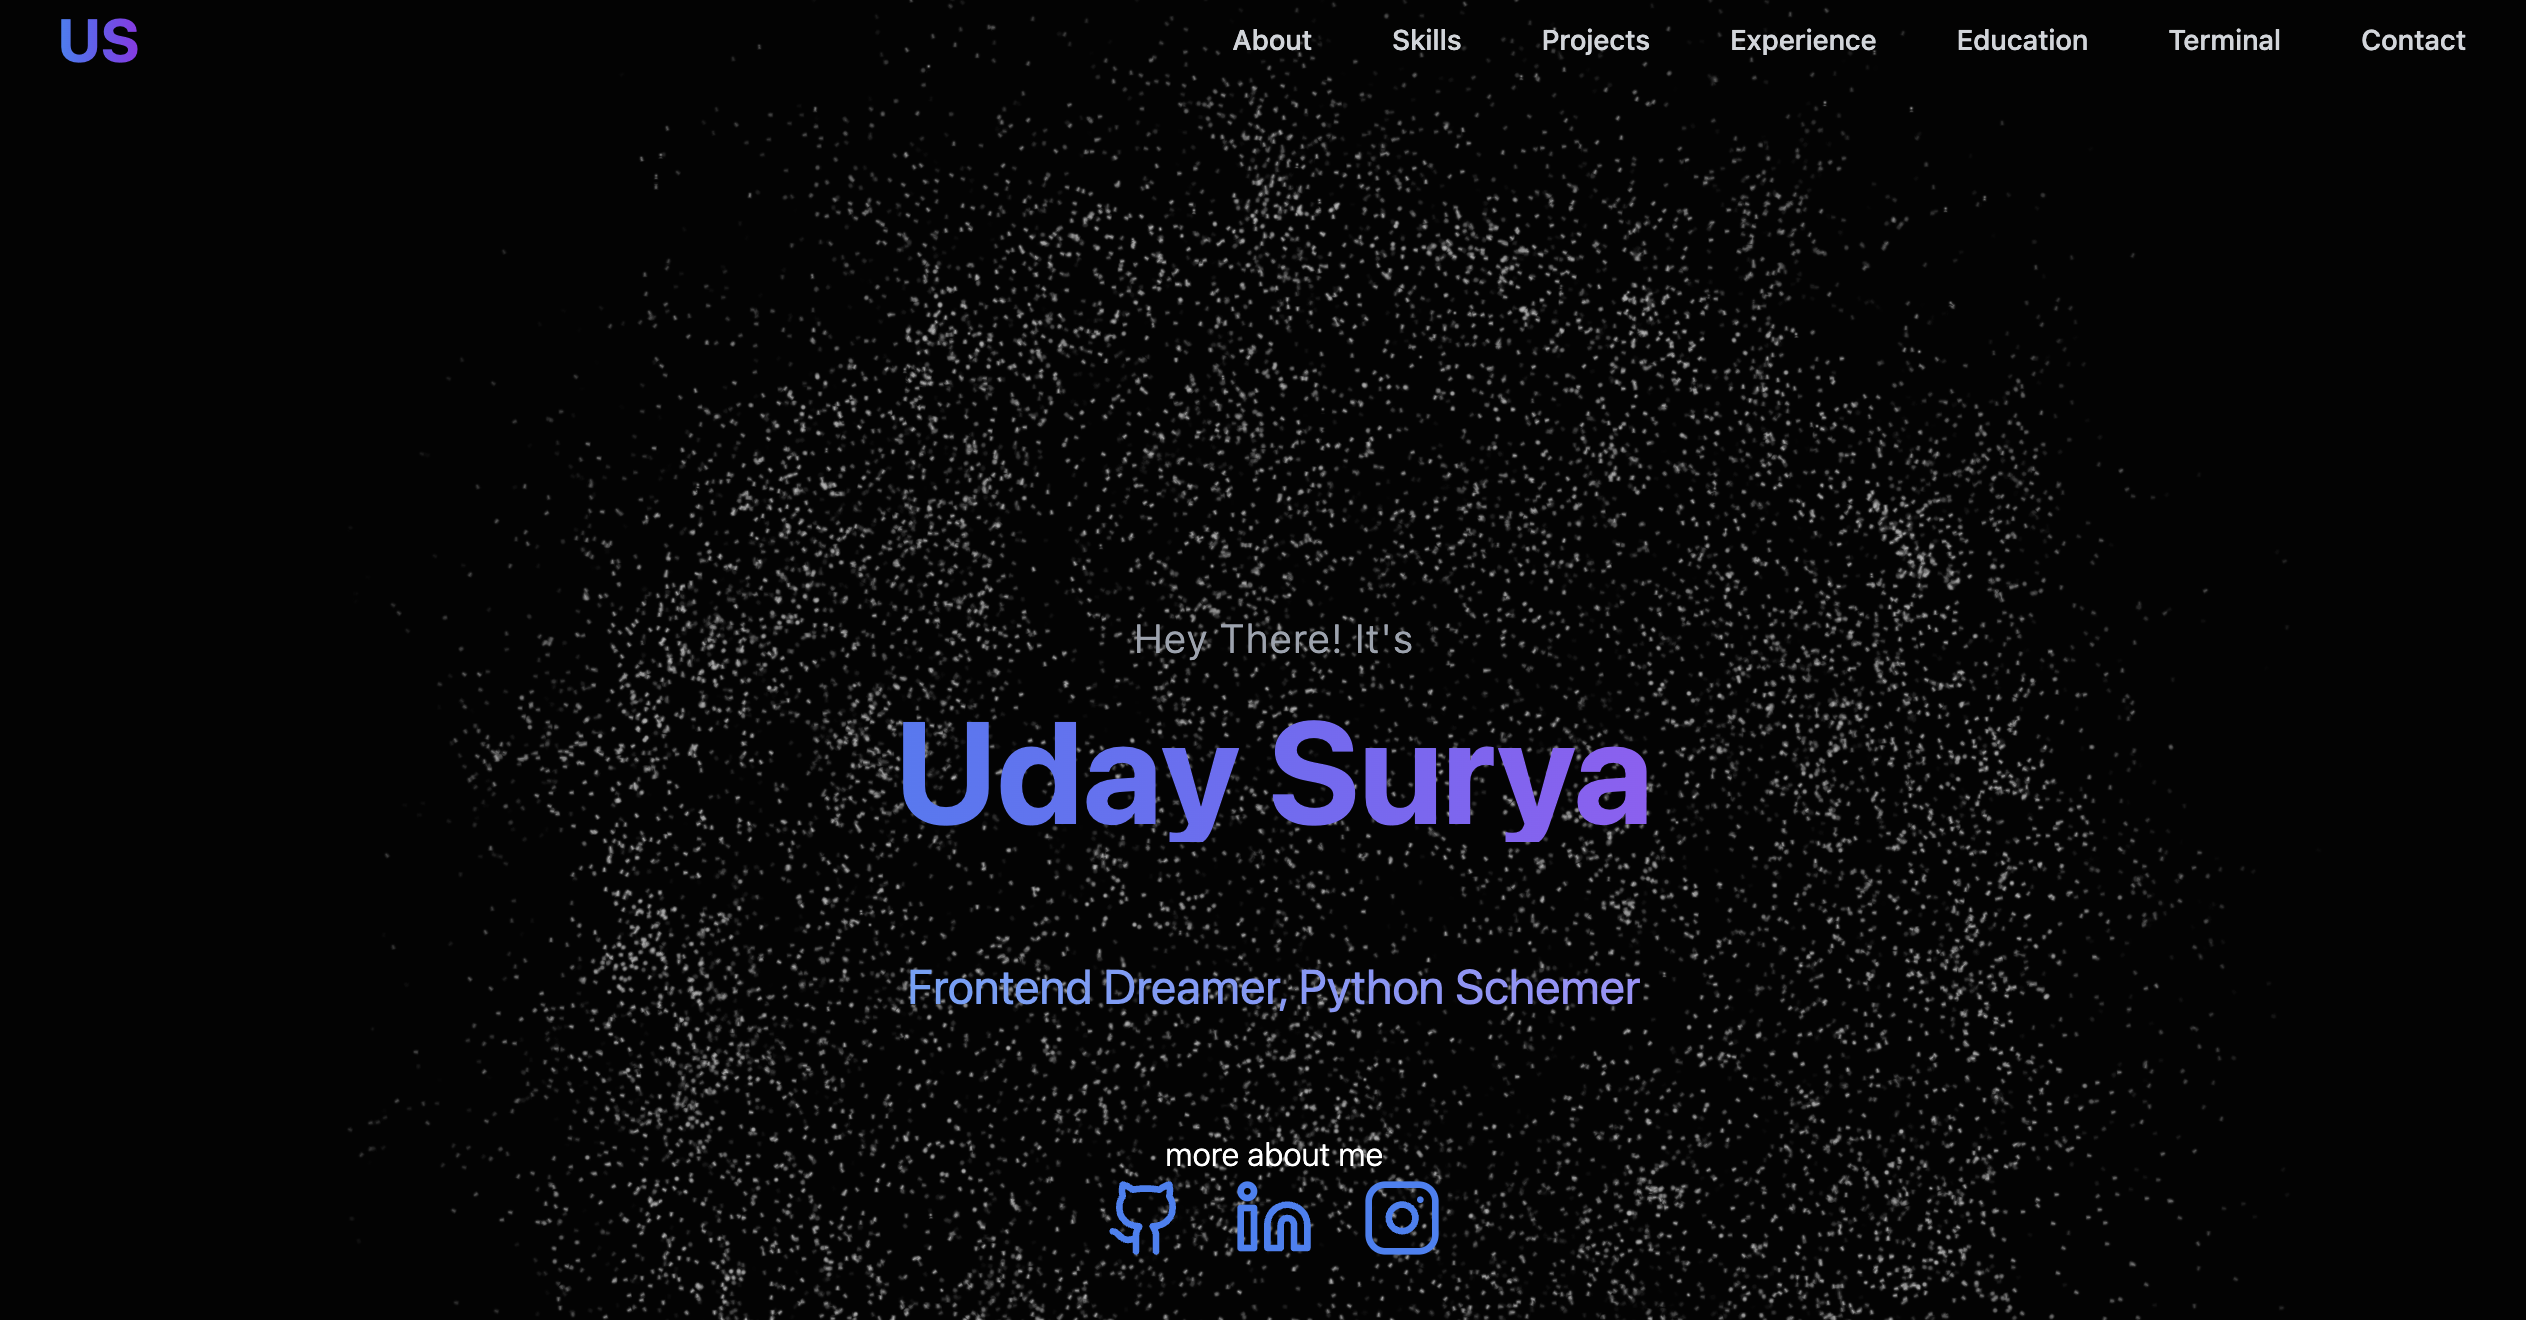 US
About Skills Projects Experience Education Terminal Contact
Hey There! It's
Uday Surya
Frontend Dreamer, Python Schemer
more about me